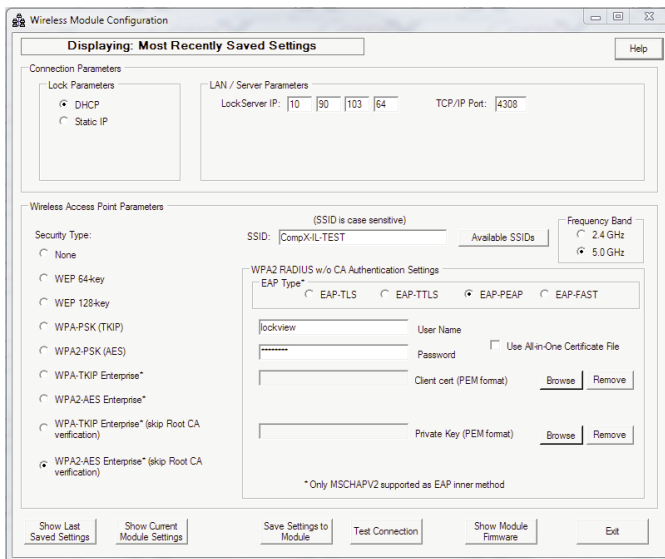 Wireless Module Configuration
Displaying: Most Recently Saved Settings
Help
Connection Parameters
Lock Parameters
DHCP
Static IP
LAN / Server Parameters
LockServer IP: 10 90 103 64 TCP/IP Port: 4308
Wireless Access Point Parameters
Security Type:
None
WEP 64-key
WEP 128-key
WPA-PSK (TKIP)
WPA2-PSK (AES)
WPA-TKIP Enterprise*
WPA2-AES Enterprise*
WPA-TKIP Enterprise* (skip Root CA
verification)
WPA2-AES Enterprise* (skip Root CA
verification)
(SSID is case sensitive)
SSID: CompX-IL-TEST Available SSIDs
Frequency Band
2.4 GHz
5.0 GHz
WPA2 RADIUS w/o CA Authentication Settings
EAP Type*
EAP-TLS EAP-TTLS EAP-PEAP EAP-FAST
lockview User Name
******** Password
Use All-in-One Certificate File
Client cert (PEM format) Browse Remove
Private Key (PEM format) Browse Remove
* Only MSCHAPV2 supported as EAP inner method
Show Last
Saved Settings
Show Current
Module Settings
Save Settings to
Module
Test Connection
Show Module
Firmware
Exit